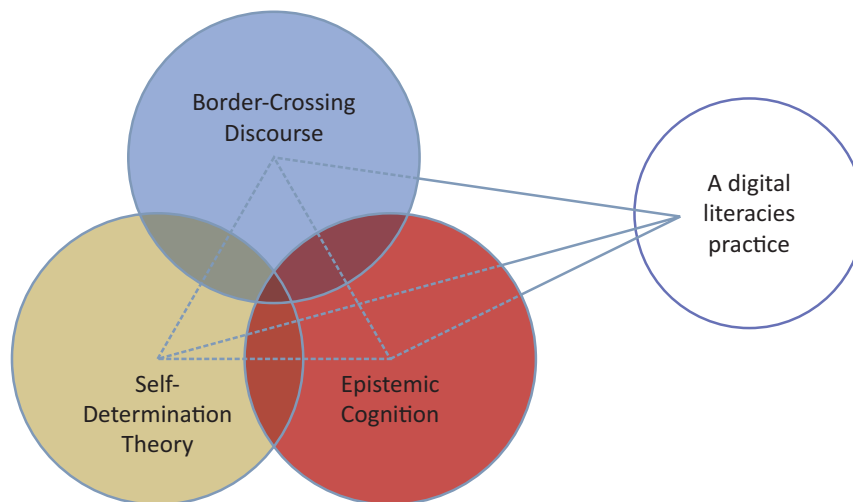 Border-Crossing
Discourse
A digital
literacies
practice
Self-
Determination
Theory
Epistemic
Cognition